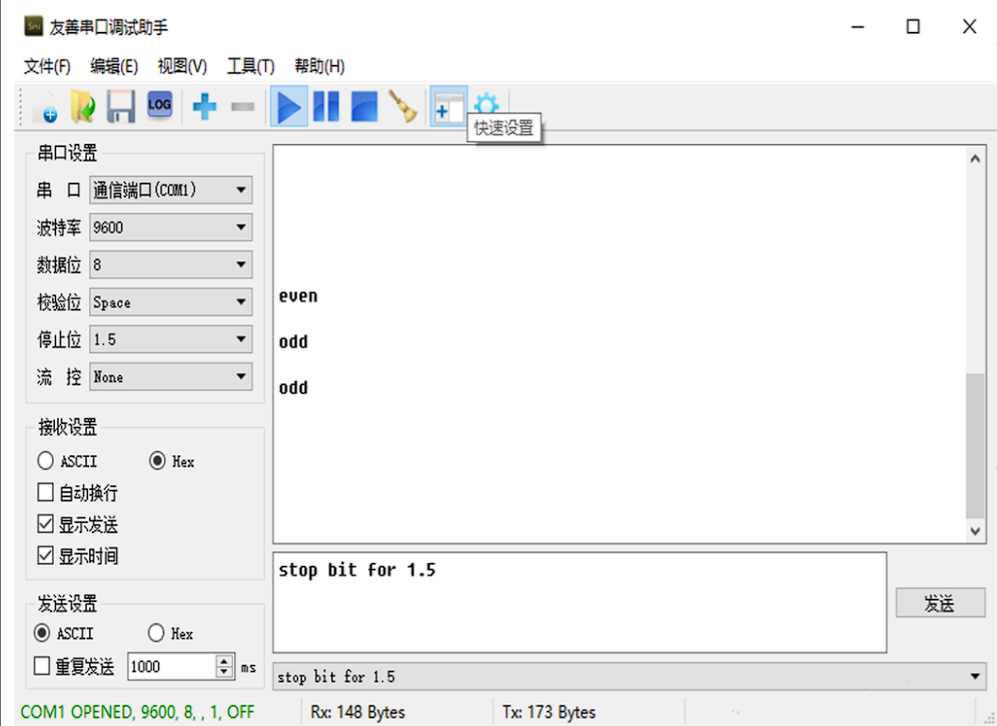 友善串口调试助手
文件(F) 编辑(E) 视图(V) 工具(T) 帮助(H)
LOG
快速设置
串口设置
串 口 通信端口(COM1)
波特率 9600
数据位 8
校验位 Space
停止位 1.5
流 控 None
接收设置
ASCII Hex
自动换行
显示发送
显示时间
发送设置
ASCII Hex
重复发送 1000 ms
even
odd
odd
stop bit for 1.5
发送
stop bit for 1.5
COM1 OPENED, 9600, 8, , 1, OFF Rx: 148 Bytes Tx: 173 Bytes